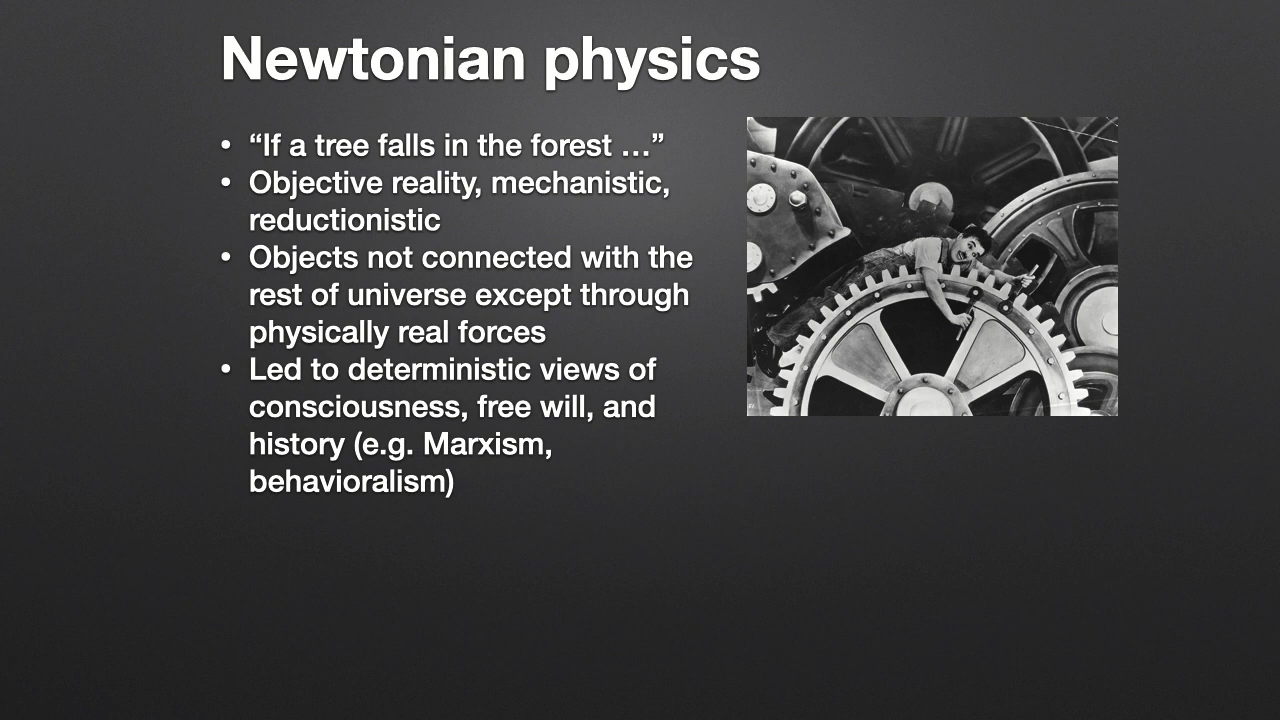 Newtonian physics
• “If a tree falls in the forest …”
• Objective reality, mechanistic,
reductionistic
• Objects not connected with the
rest of universe except through
physically real forces
• Led to deterministic views of
consciousness, free will, and
history (e.g. Marxism,
behavioralism)